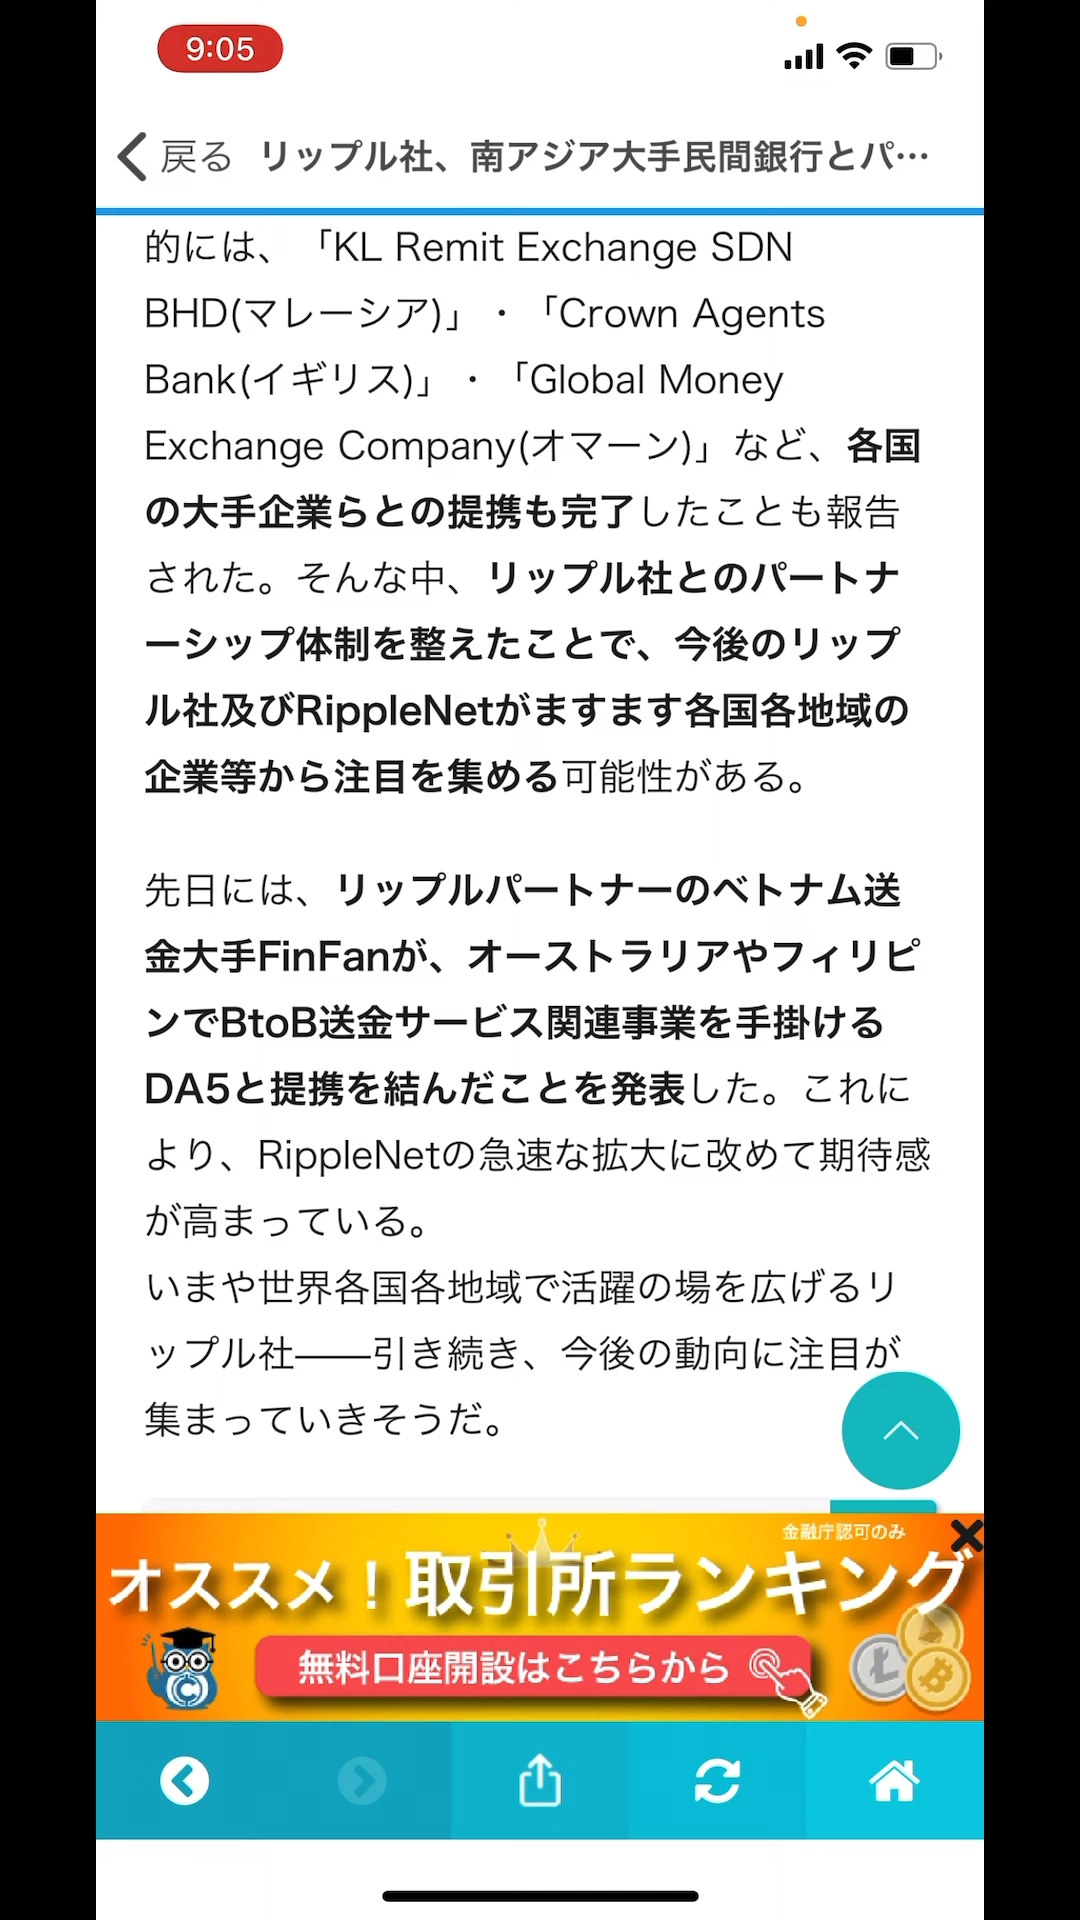 9:05
戻る リップル社、南アジア大手民間銀行とパ…
的には、「KL Remit Exchange SDN
BHD(マレーシア)」・「Crown Agents
Bank(イギリス)」・「Global Money
Exchange Company(オマーン)」など、各国
の大手企業らとの提携も完了したことも報告
された。そんな中、リップル社とのパートナ
ーシップ体制を整えたことで、今後のリップ
ル社及びRippleNetがますます各国各地域の
企業等から注目を集める可能性がある。
先日には、リップルパートナーのベトナム送
金大手FinFanが、オーストラリアやフィリピ
ンでBtoB送金サービス関連事業を手掛ける
DA5と提携を結んだことを発表した。これに
より、RippleNetの急速な拡大に改めて期待感
が高まっている。
いまや世界各国各地域で活躍の場を広げるリ
ップル社——引き続き、今後の動向に注目が
集まっていきそうだ。
金融庁認可のみ
オススメ！取引所ランキング
無料口座開設はこちらから